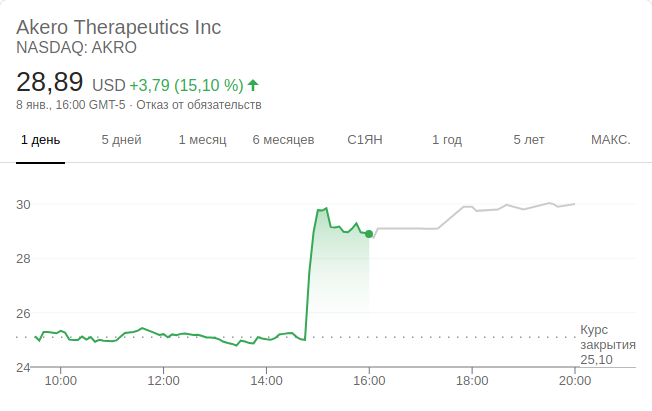 Akero Therapeutics Inc
NASDAQ: AKRO
28,89 USD +3,79 (15,10 %)
8 янв., 16:00 GMT-5 · Отказ от обязательств
1 день 5 дней 1 месяц 6 месяцев С1ЯН 1 год 5 лет МАКС.
30
28
26
24
Курс
закрытия
25,10
10:00 12:00 14:00 16:00 18:00 20:00